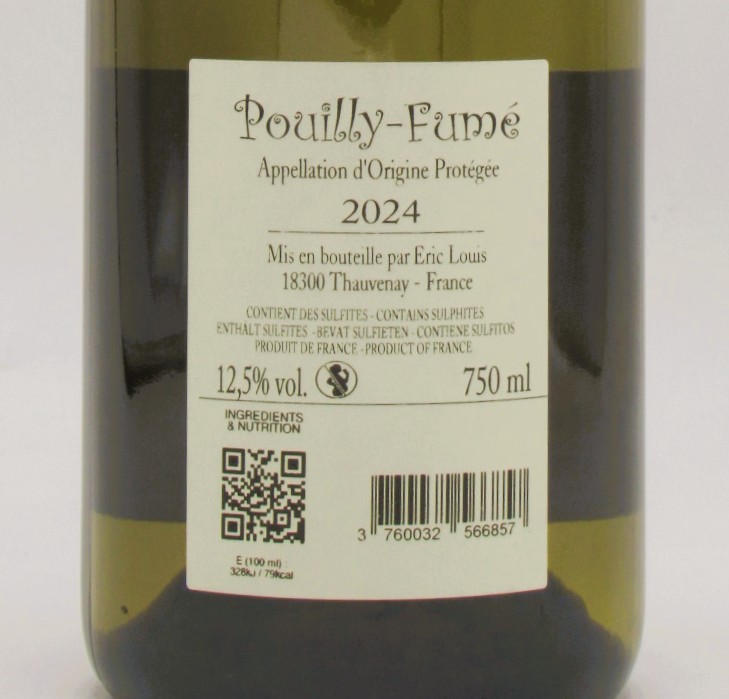 Pouilly-Fumé
Appellation d'Origine Protégée
2024
Mis en bouteille par Eric Louis
18300 Thauvenay - France
CONTIENT DES SULFITES - CONTAINS SULPHITES
ENTHÄLT SULFITES - BEVAT SULFIETEN - CONTIENE SULFITOS
PRODUIT DE FRANCE - PRODUCT OF FRANCE
12,5% vol. 750 ml
INGREDIENTS
& NUTRITION
3 760032 566857
E (100 ml) :
328kJ / 79kcal